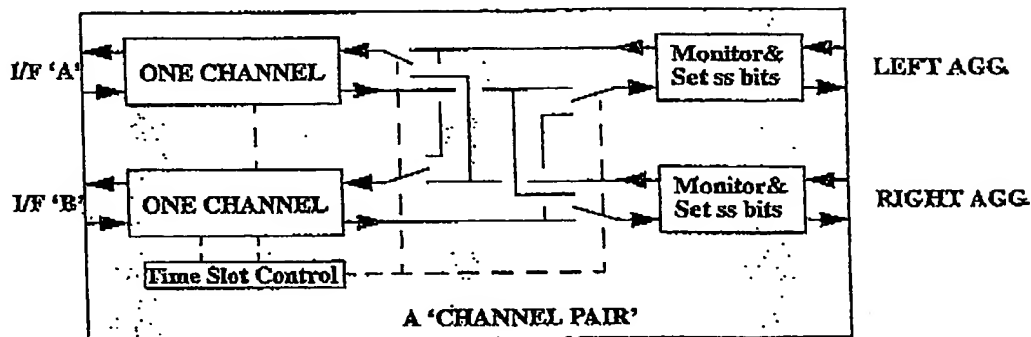 I/F 'A'
ONE CHANNEL
Monitor&
Set ss bits
LEFT AGG.
I/F 'B'
ONE CHANNEL
Monitor&
Set ss bits
RIGHT AGG.
Time Slot Control
A 'CHANNEL PAIR'